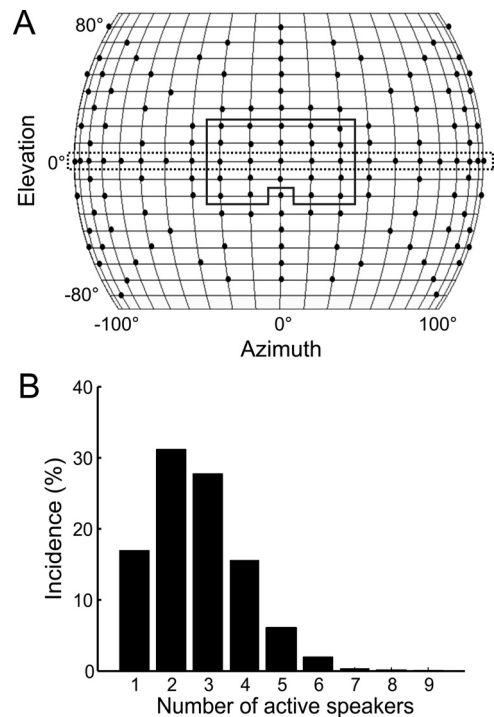 A
80°
Elevation
0°
-80°
-100° 0° 100°
Azimuth
B
40
30
20
10
0
Incidence (%)
1 2 3 4 5 6 7 8 9
Number of active speakers